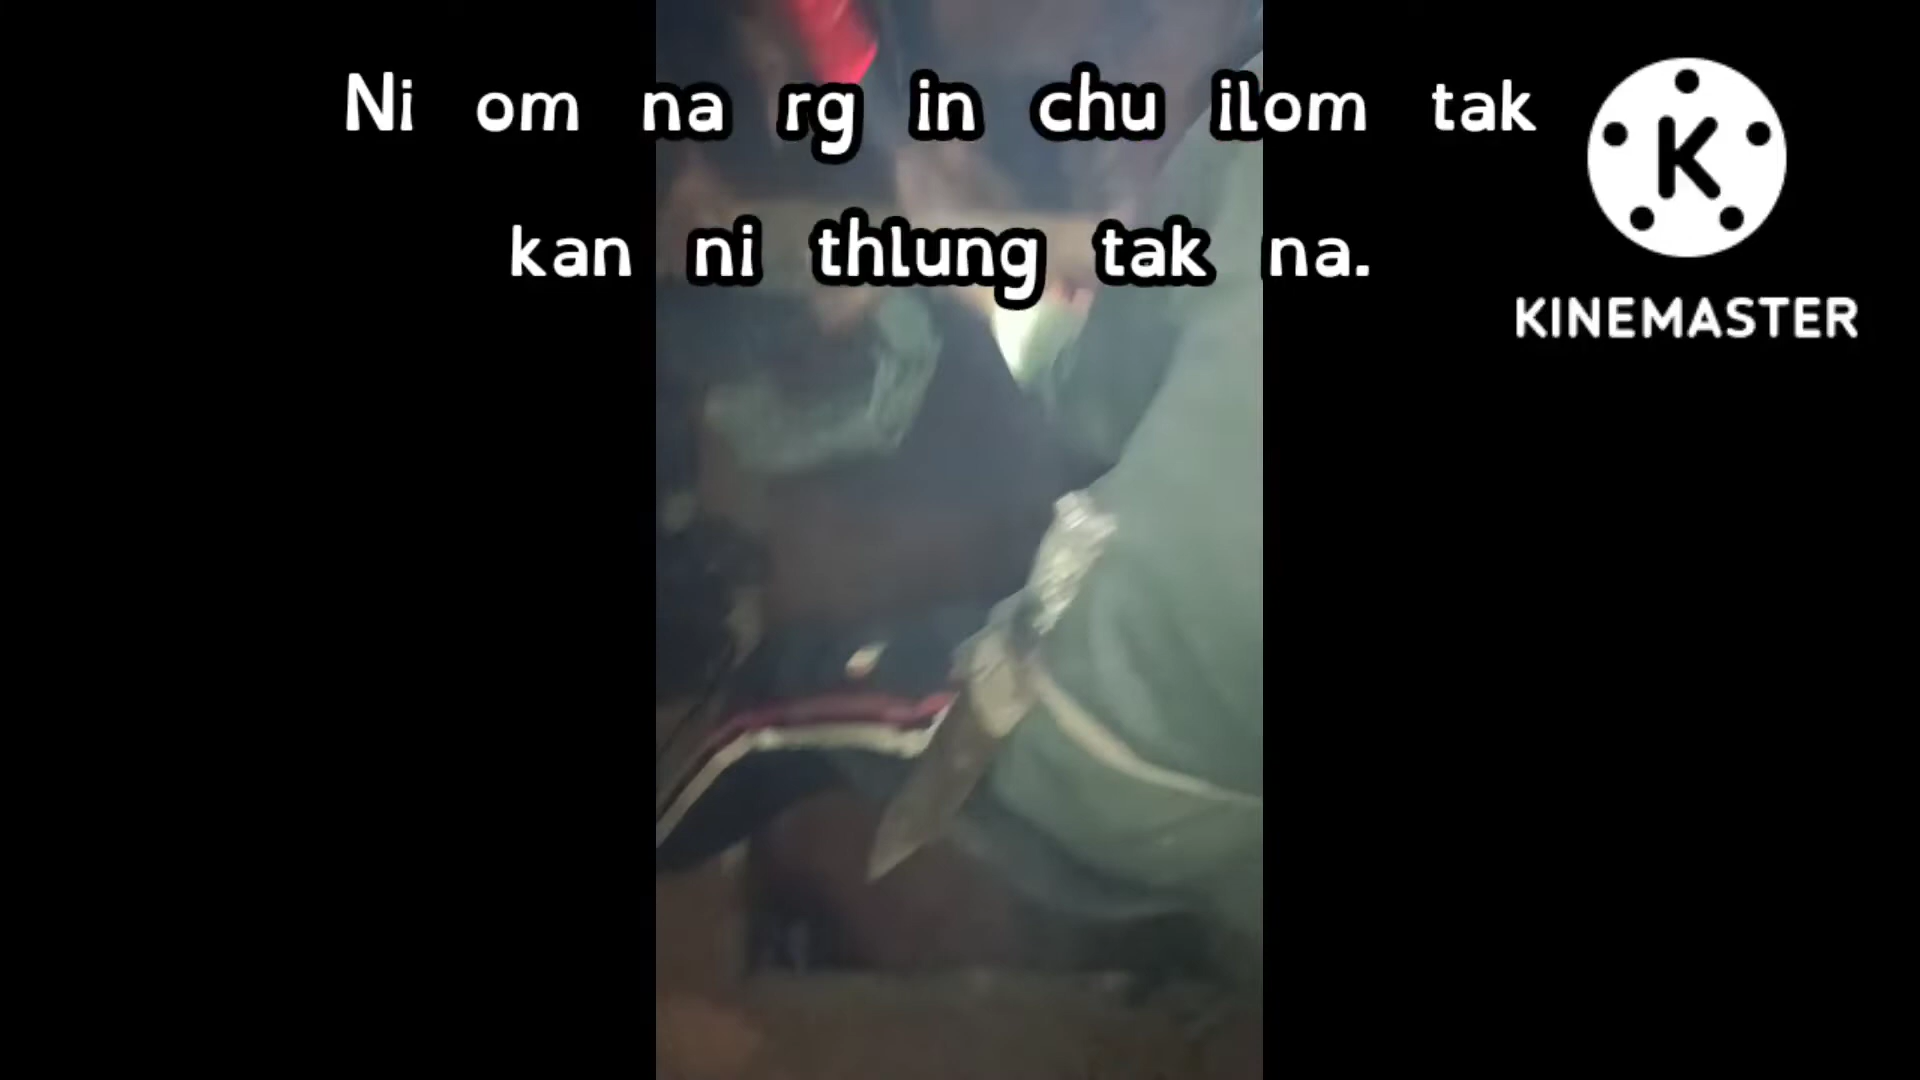 Ni om na rg in chu ilom tak
kan ni thlung tak na.
K
KINEMASTER